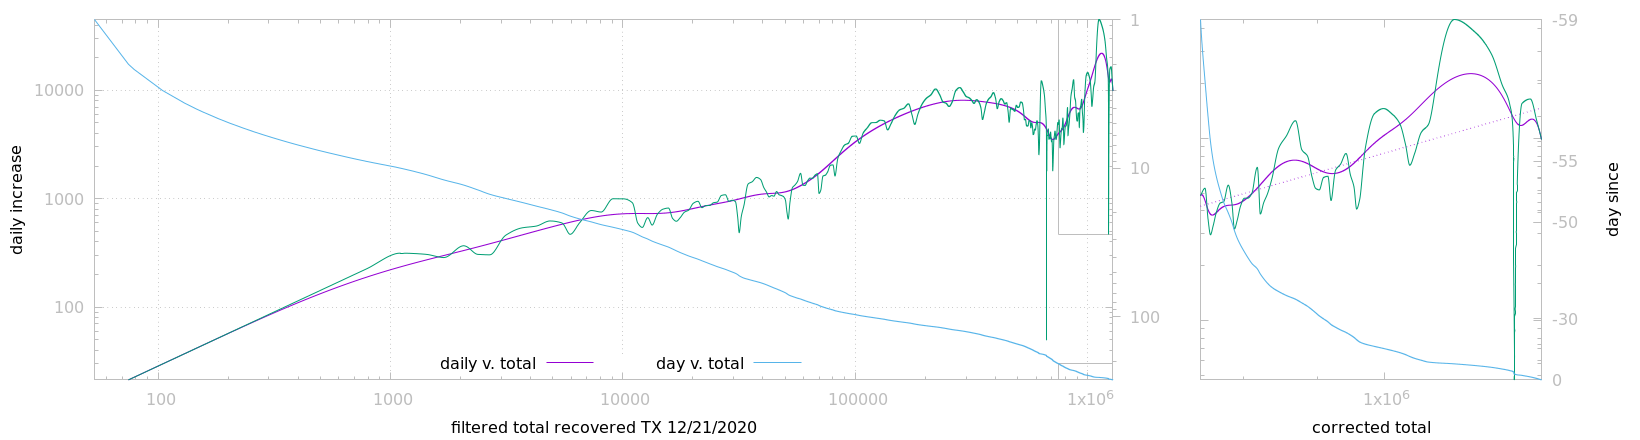 1 -59
10000
-55
10
1000
-50
daily increase
day since
100
100
-30
daily v. total day v. total
0
100 1000 10000 100000 1x10^6 1x10^6
filtered total recovered TX 12/21/2020 corrected total